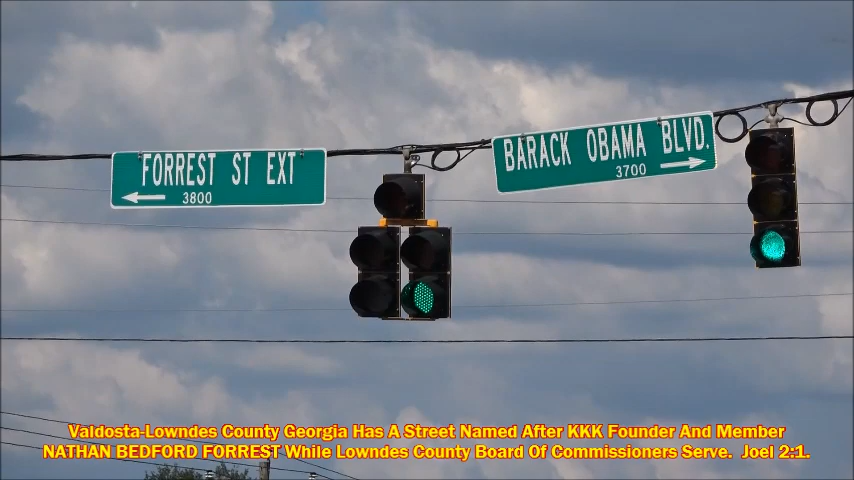 FORREST ST EXT
3800
BARACK OBAMA BLVD.
3700
Valdosta-Lowndes County Georgia Has A Street Named After KKK Founder And Member
NATHAN BEDFORD FORREST While Lowndes County Board Of Commissioners Serve. Joel 2:1.